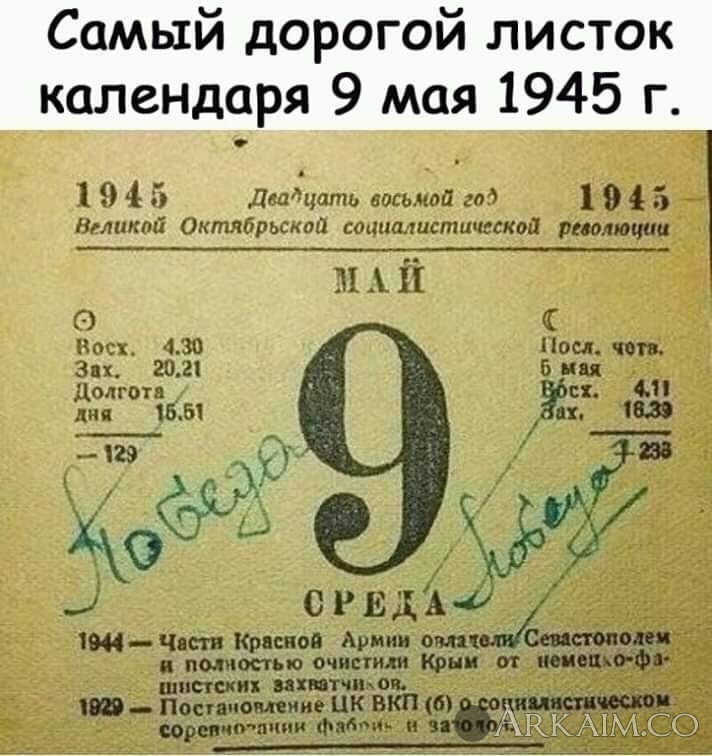 Самый дорогой листок
календаря 9 мая 1945 г.
1945 Двадцать восьмой год 1945
Великой Октябрьской социалистической революции
МАЙ
Восх. 4.30
Зах. 20.21
Долгота
дня 15.51
— 129
9
Посл. четв.
5 мая
Восх. 4.11
Зах. 16.39
+ 236
Победа
Победа
СРЕДА
1944 — Части Красной Армии овладели Севастополем
и полностью очистили Крым от немецко-фа-
шистских захватчиков.
1929 — Постановление ЦК ВКП (б) о социалистическом
соревновании фабрик и заводов.
ARKAIM.CO